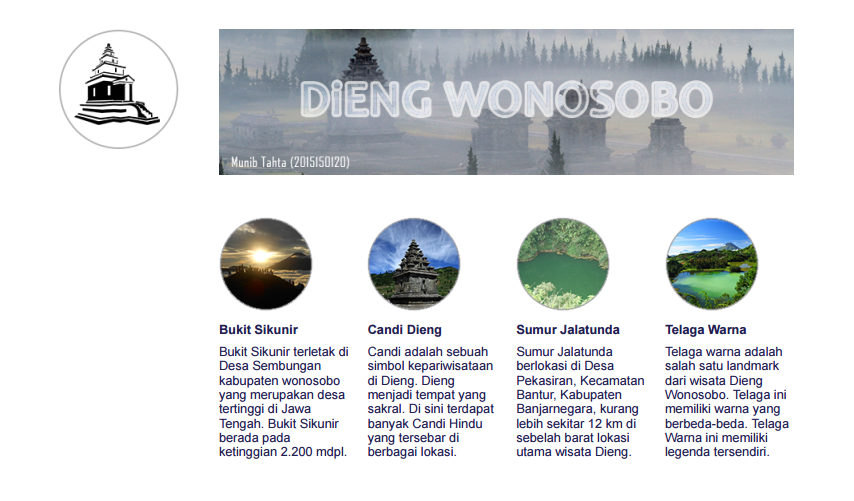 DiENG WONOSOBO
Munib Tahta (2015150120)
Bukit Sikunir
Bukit Sikunir terletak di
Desa Sembungan
kabupaten wonosobo
yang merupakan desa
tertinggi di Jawa
Tengah. Bukit Sikunir
berada pada
ketinggian 2.200 mdpl.
Candi Dieng
Candi adalah sebuah
simbol kepariwisataan
di Dieng. Dieng
menjadi tempat yang
sakral. Di sini terdapat
banyak Candi Hindu
yang tersebar di
berbagai lokasi.
Sumur Jalatunda
Sumur Jalatunda
berlokasi di Desa
Pekasiran, Kecamatan
Bantur, Kabupaten
Banjarnegara, kurang
lebih sekitar 12 km di
sebelah barat lokasi
utama wisata Dieng.
Telaga Warna
Telaga warna adalah
salah satu landmark
dari wisata Dieng
Wonosobo. Telaga ini
memiliki warna yang
berbeda-beda. Telaga
Warna ini memiliki
legenda tersendiri.